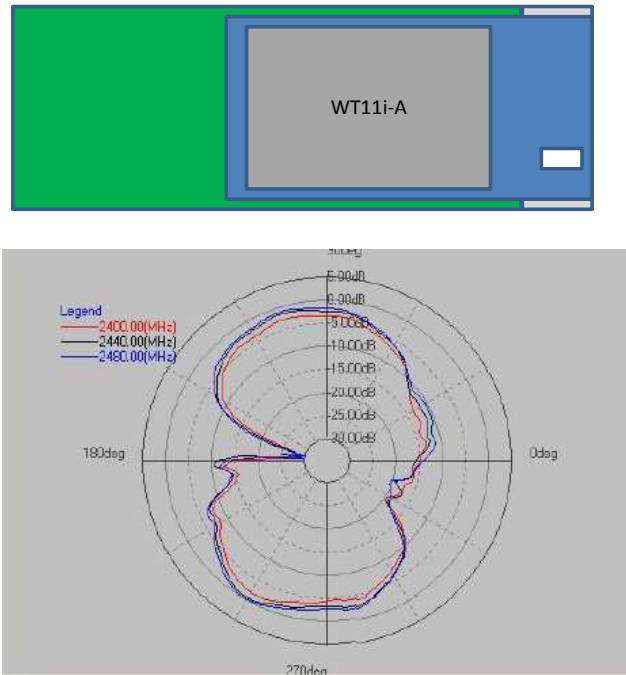 WT11i-A
90deg
5.00dB
0.00dB
Legend
-5.00dB
2400.00(MHz)
2440.00(MHz)
-10.00dB
2480.00(MHz)
-15.00dB
-20.00dB
-25.00dB
-30.00dB
180deg
0deg
270deg